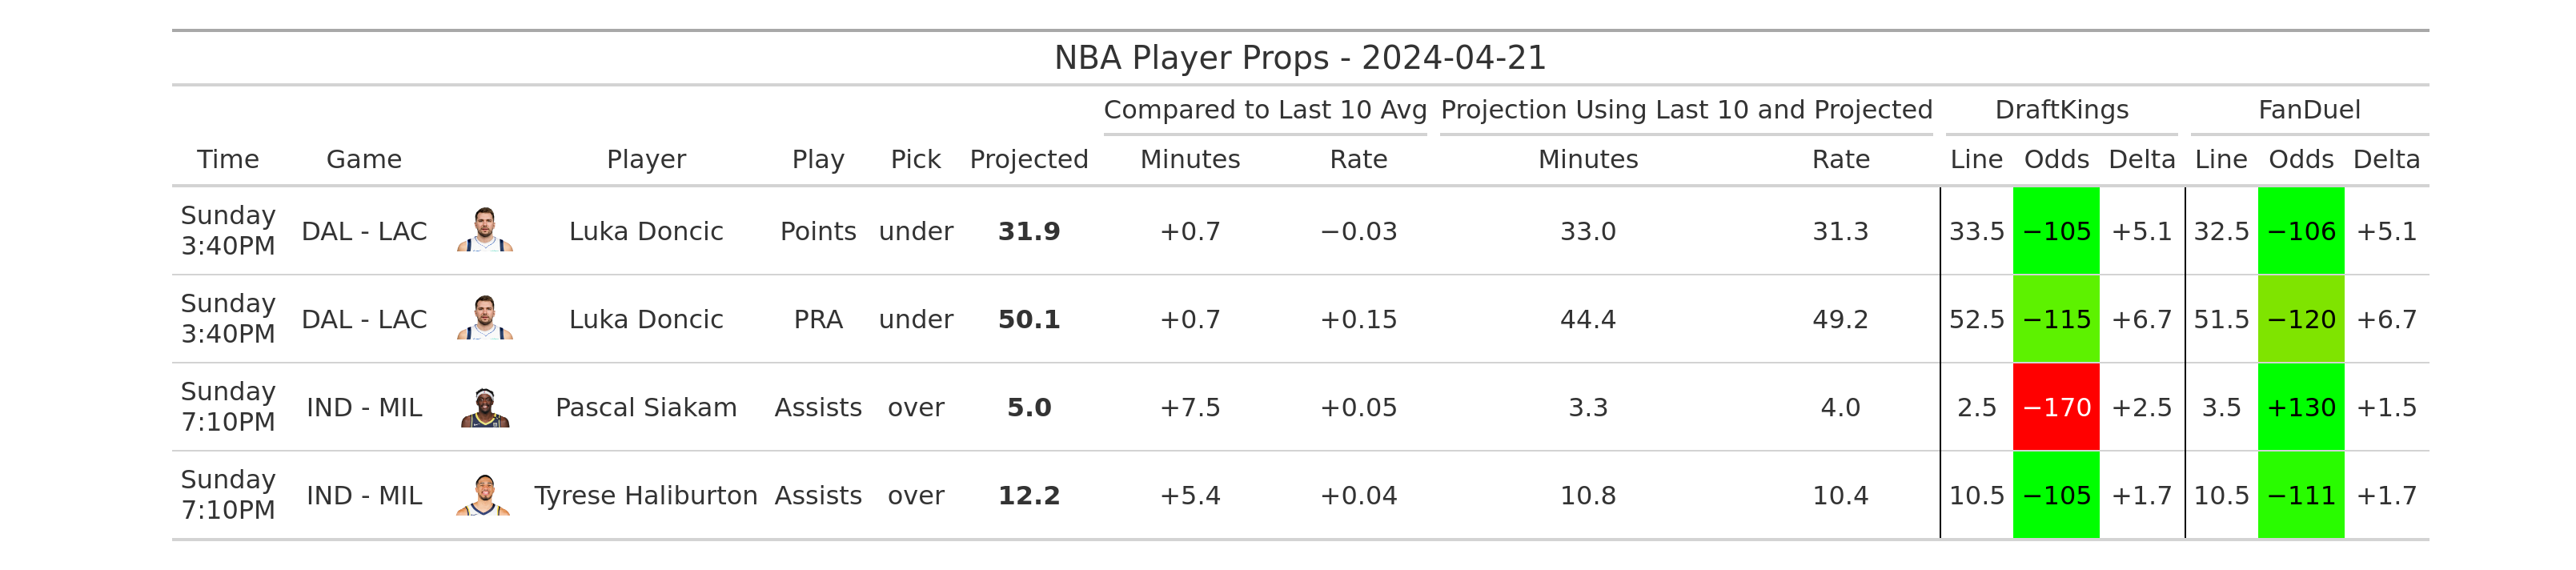 NBA Player Props - 2024-04-21
Compared to Last 10 Avg Projection Using Last 10 and Projected DraftKings FanDuel
Time Game Player Play Pick Projected Minutes Rate Minutes Rate Line Odds Delta Line Odds Delta
Sunday 3:40PM DAL - LAC Luka Doncic Points under 31.9 +0.7 −0.03 33.0 31.3 33.5 −105 +5.1 32.5 −106 +5.1
Sunday 3:40PM DAL - LAC Luka Doncic PRA under 50.1 +0.7 +0.15 44.4 49.2 52.5 −115 +6.7 51.5 −120 +6.7
Sunday 7:10PM IND - MIL Pascal Siakam Assists over 5.0 +7.5 +0.05 3.3 4.0 2.5 −170 +2.5 3.5 +130 +1.5
Sunday 7:10PM IND - MIL Tyrese Haliburton Assists over 12.2 +5.4 +0.04 10.8 10.4 10.5 −105 +1.7 10.5 −111 +1.7